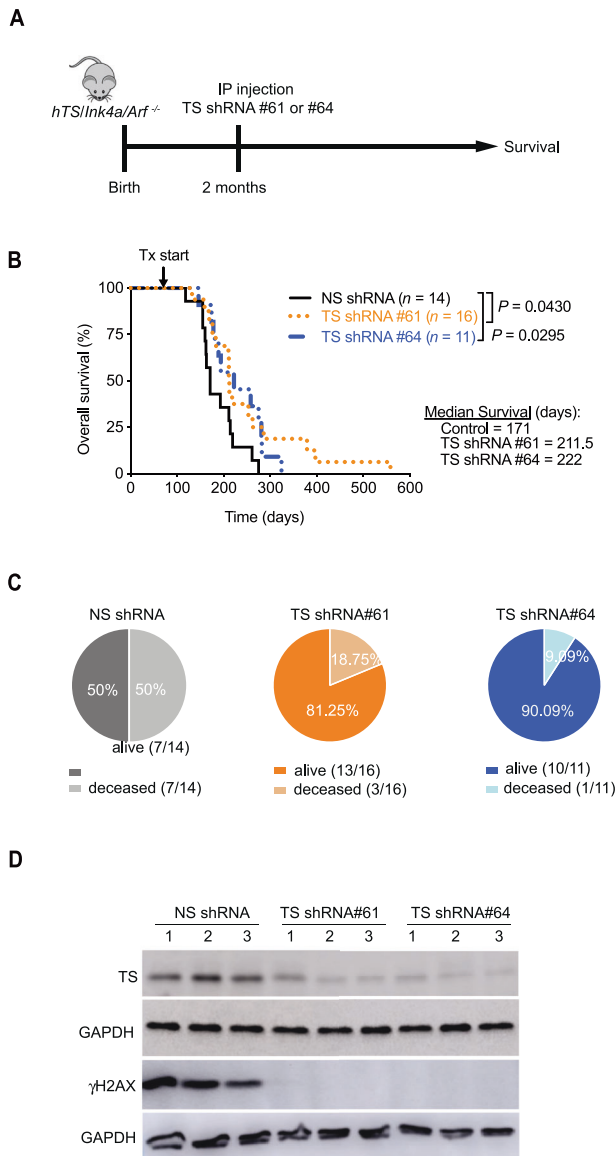 A
hTS/Ink4a/Arf -/-
IP injection
TS shRNA #61 or #64
Survival
Birth
2 months
B
Tx start
100
75
50
25
0
Overall survival (%)
0 100 200 300 400 500 600
Time (days)
NS shRNA (n = 14)
TS shRNA #61 (n = 16)
TS shRNA #64 (n = 11)
P = 0.0430
P = 0.0295
Median Survival (days):
Control = 171
TS shRNA #61 = 211.5
TS shRNA #64 = 222
C
NS shRNA
50% 50%
alive (7/14)
deceased (7/14)
TS shRNA#61
18.75%
81.25%
alive (13/16)
deceased (3/16)
TS shRNA#64
9.09%
90.09%
alive (10/11)
deceased (1/11)
D
NS shRNA TS shRNA#61 TS shRNA#64
1 2 3 1 2 3 1 2 3
TS
GAPDH
γH2AX
GAPDH